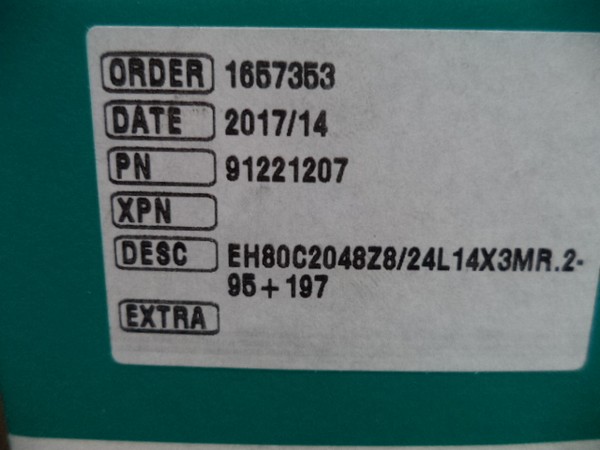 ORDER 1657353
DATE 2017/14
PN 91221207
XPN
DESC EH80C2048Z8/24L14X3MR.2-
95+197
EXTRA